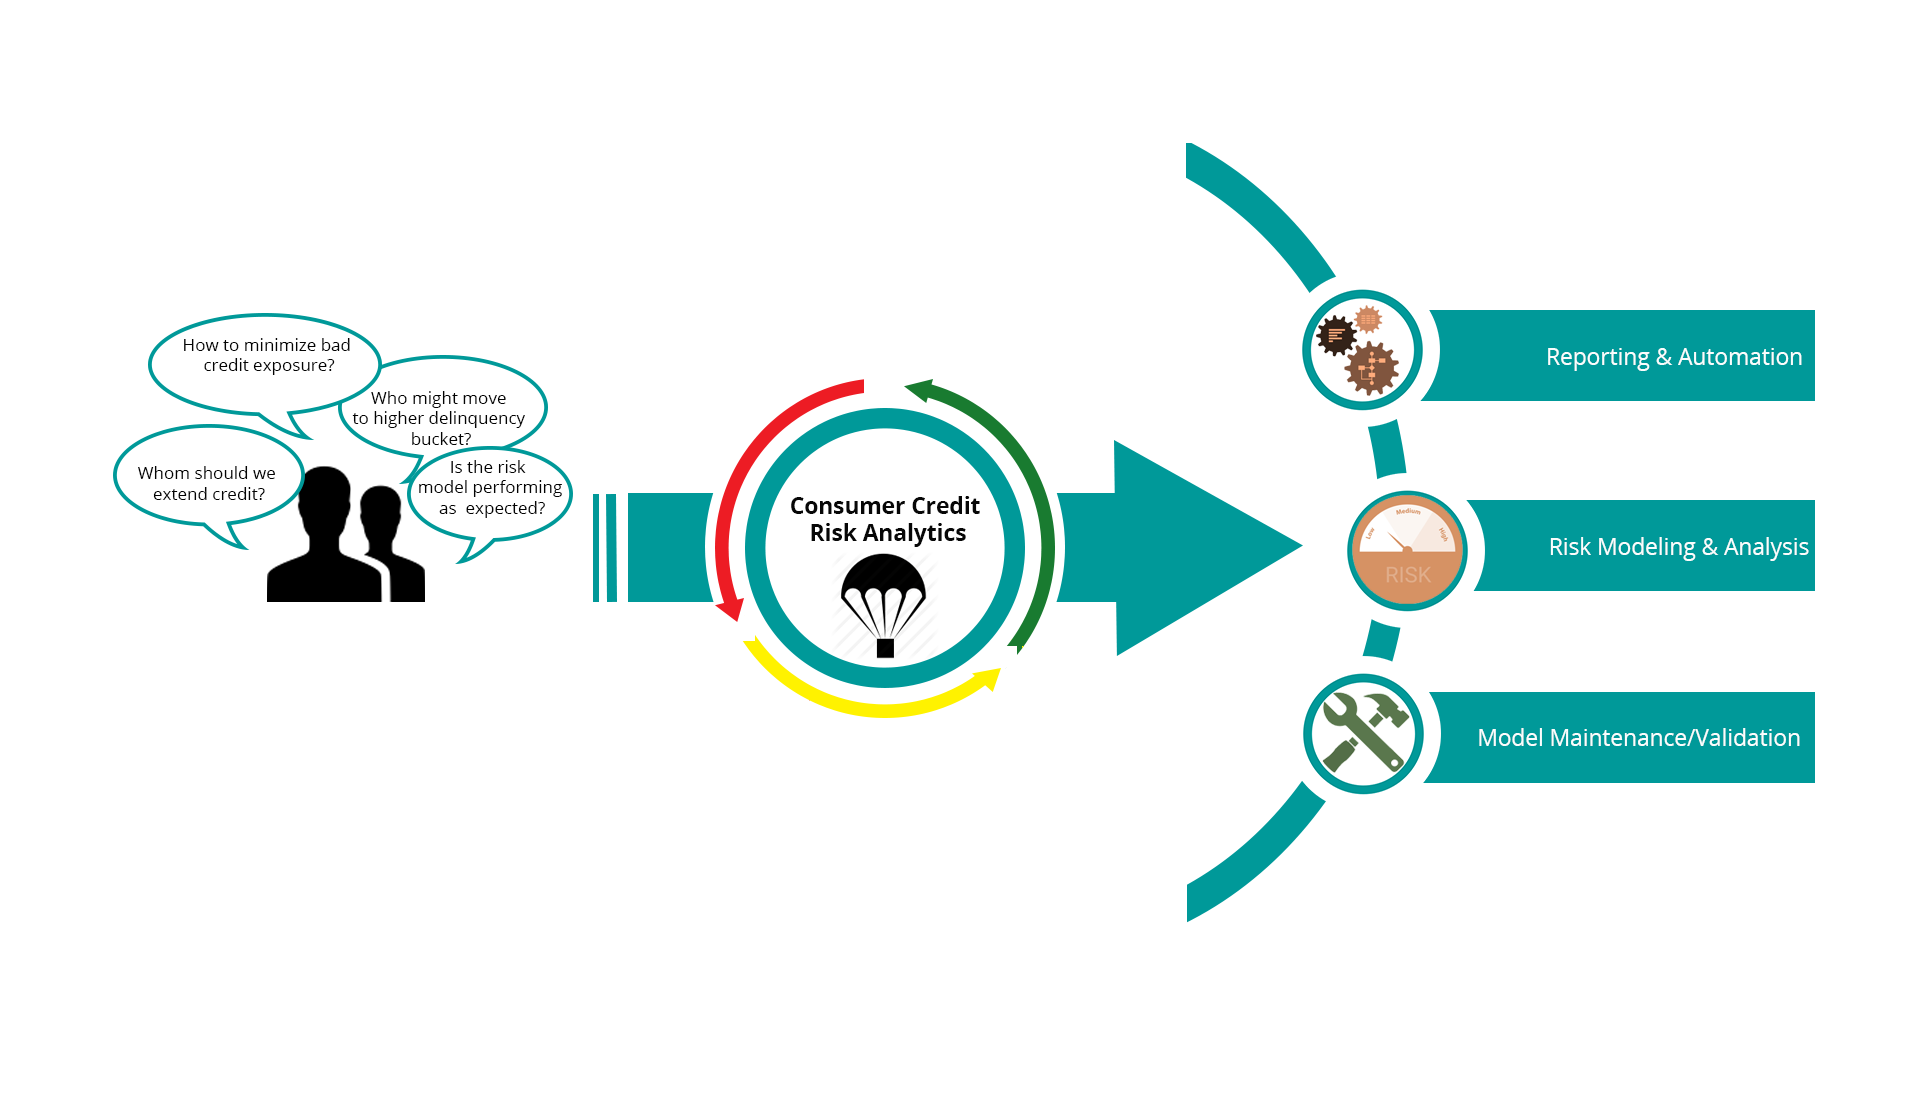 How to minimize bad
credit exposure?
Who might move
to higher delinquency
bucket?
Whom should we
extend credit?
Is the risk
model performing
as expected?
Consumer Credit
Risk Analytics
Reporting & Automation
Low
Medium
High
RISK
Risk Modeling & Analysis
Model Maintenance/Validation